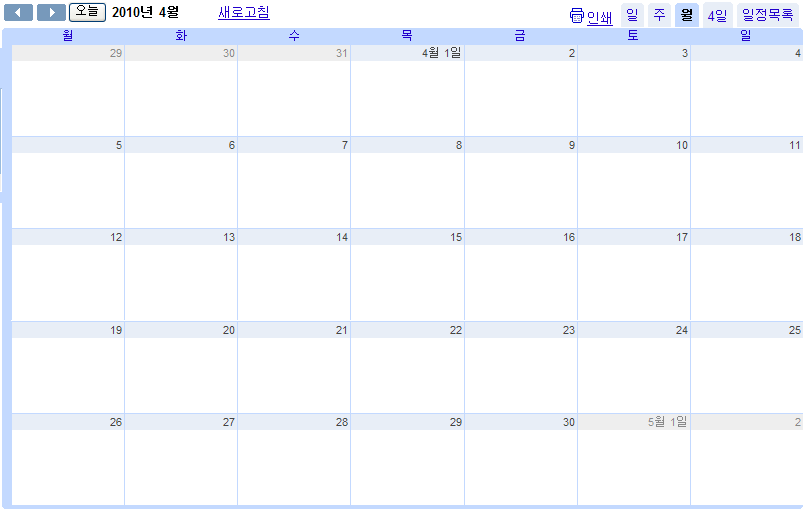 오늘 2010년 4월 새로고침 인쇄 일 주 월 4일 일정목록
월 화 수 목 금 토 일
29 30 31 4월 1일 2 3 4
5 6 7 8 9 10 11
12 13 14 15 16 17 18
19 20 21 22 23 24 25
26 27 28 29 30 5월 1일 2